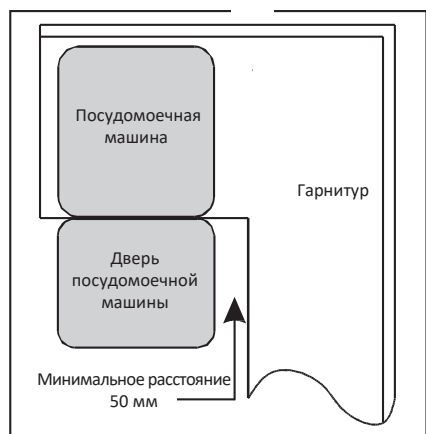 Посудомоечная
машина
Гарнитур
Дверь
посудомоечной
машины
Минимальное расстояние
50 мм